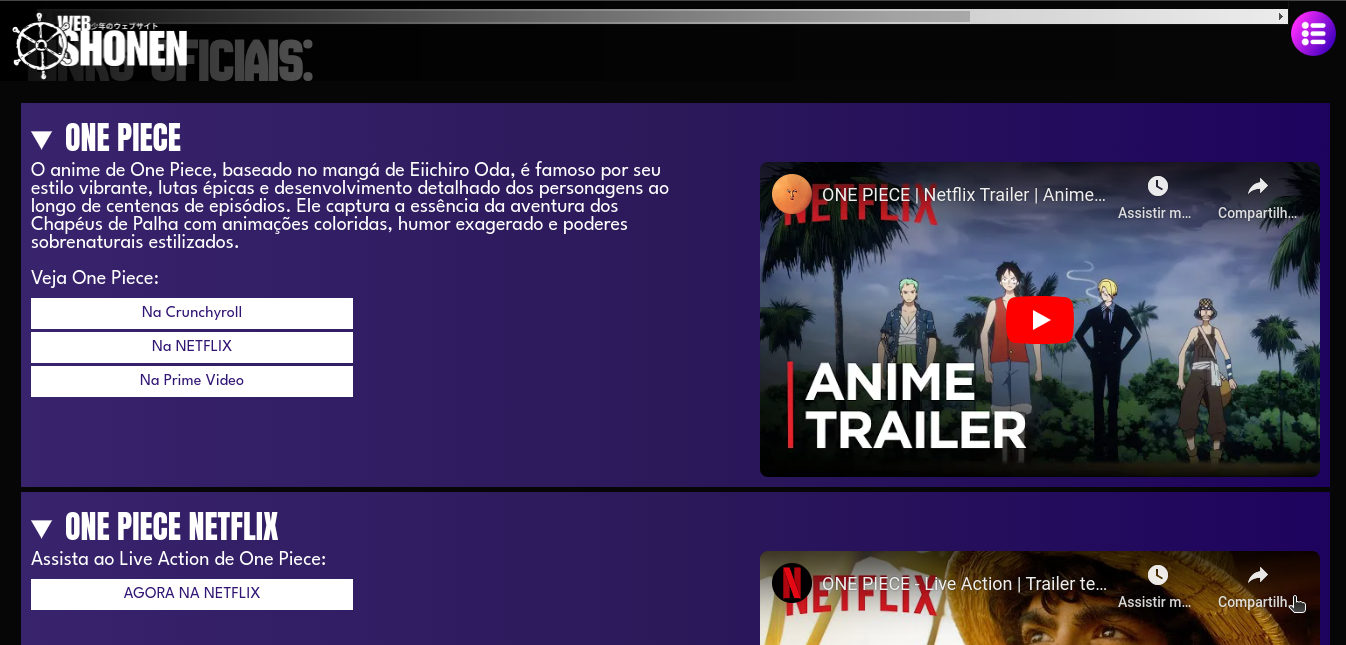 WEB 少年のウェブサイト
SHONEN
LINKS OFICIAIS:
ONE PIECE
O anime de One Piece, baseado no mangá de Eiichiro Oda, é famoso por seu
estilo vibrante, lutas épicas e desenvolvimento detalhado dos personagens ao
longo de centenas de episódios. Ele captura a essência da aventura dos
Chapéus de Palha com animações coloridas, humor exagerado e poderes
sobrenaturais estilizados.
Veja One Piece:
Na Crunchyroll
Na NETFLIX
Na Prime Video
NETFLIX
ONE PIECE | Netflix Trailer | Anime...
Assistir m...
Compartilh...
ANIME
TRAILER
ONE PIECE NETFLIX
Assista ao Live Action de One Piece:
AGORA NA NETFLIX
N
NETFLIX
ONE PIECE - Live Action | Trailer te...
Assistir m...
Compartilh...